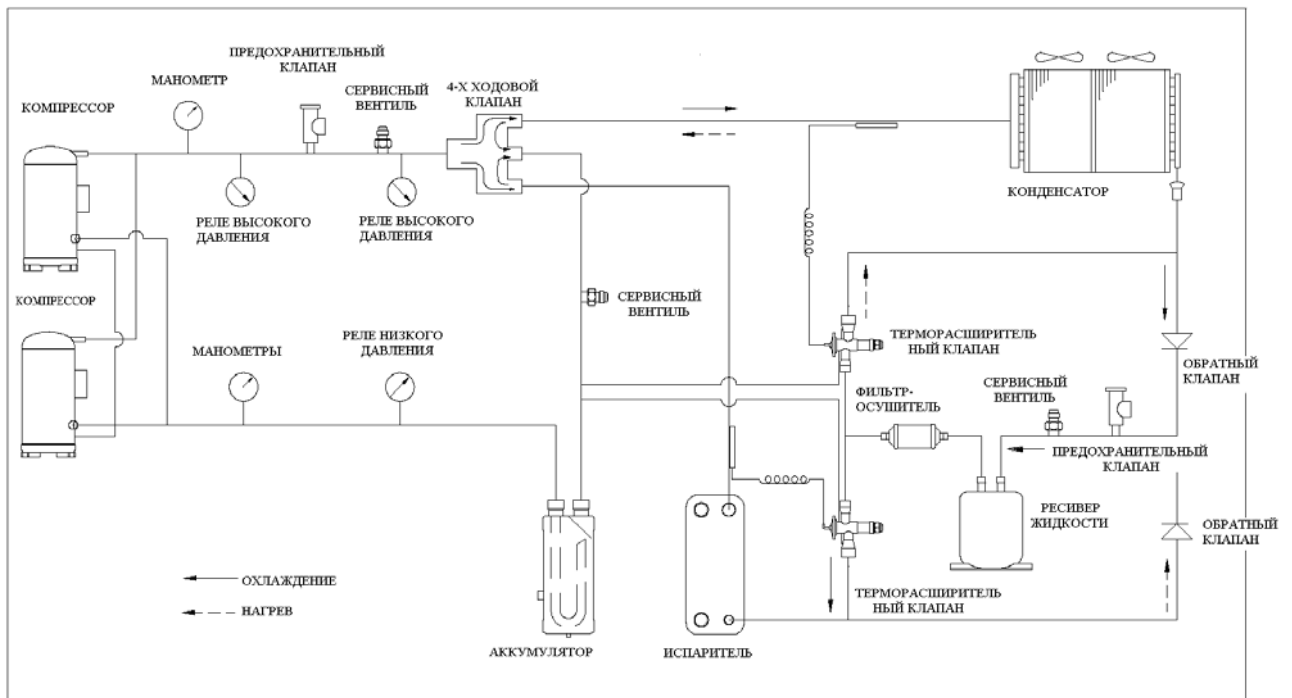 ПРЕДОХРАНИТЕЛЬНЫЙ
КЛАПАН
МАНОМЕТР
СЕРВИСНЫЙ
ВЕНТИЛЬ
4-Х ХОДОВОЙ
КЛАПАН
КОМПРЕССОР
КОНДЕНСАТОР
РЕЛЕ ВЫСОКОГО
ДАВЛЕНИЯ
РЕЛЕ ВЫСОКОГО
ДАВЛЕНИЯ
КОМПРЕССОР
СЕРВИСНЫЙ
ВЕНТИЛЬ
МАНОМЕТРЫ
РЕЛЕ НИЗКОГО
ДАВЛЕНИЯ
ТЕРМОРАСШИРИТЕЛЬ
НЫЙ КЛАПАН
ОБРАТНЫЙ
КЛАПАН
ФИЛЬТР-
ОСУШИТЕЛЬ
СЕРВИСНЫЙ
ВЕНТИЛЬ
ПРЕДОХРАНИТЕЛЬНЫЙ
КЛАПАН
РЕСИВЕР
ЖИДКОСТИ
ОБРАТНЫЙ
КЛАПАН
ОХЛАЖДЕНИЕ
НАГРЕВ
ТЕРМОРАСШИРИТЕЛЬ
НЫЙ КЛАПАН
АККУМУЛЯТОР
ИСПАРИТЕЛЬ